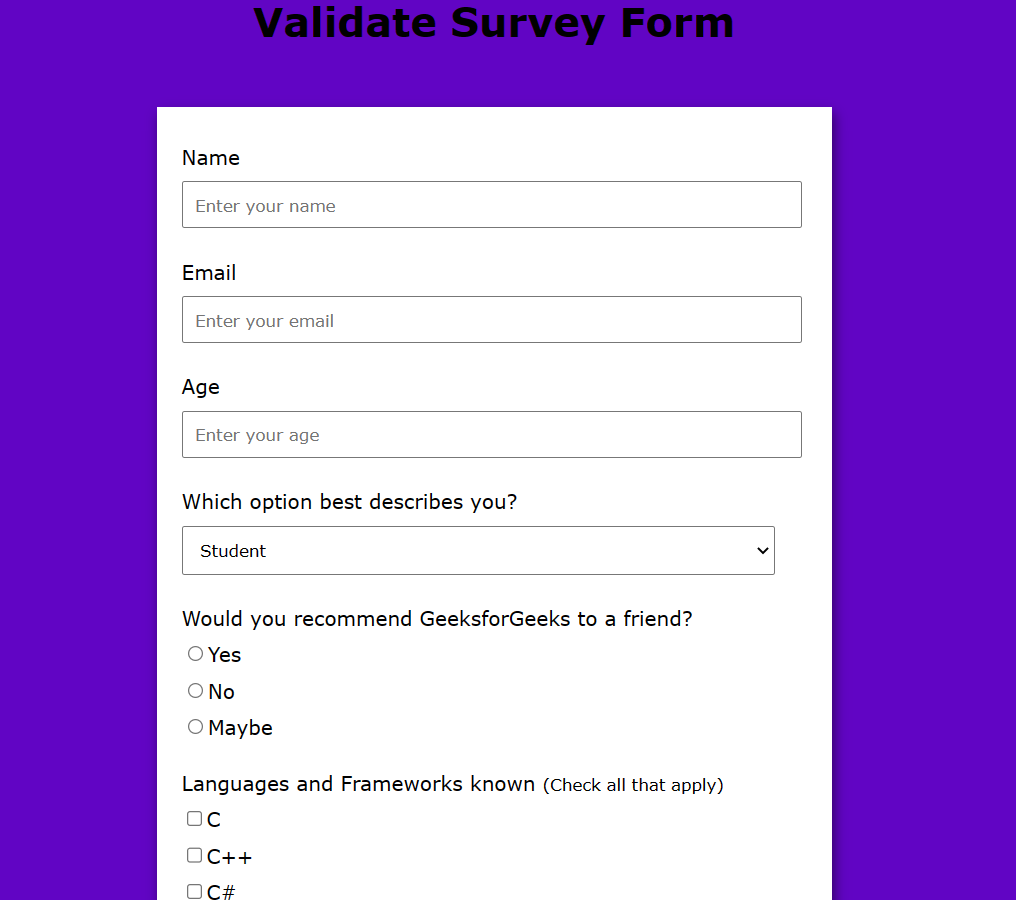 Validate Survey Form
Name
Enter your name
Email
Enter your email
Age
Enter your age
Which option best describes you?
Student
Would you recommend GeeksforGeeks to a friend?
Yes
No
Maybe
Languages and Frameworks known (Check all that apply)
C
C++
C#